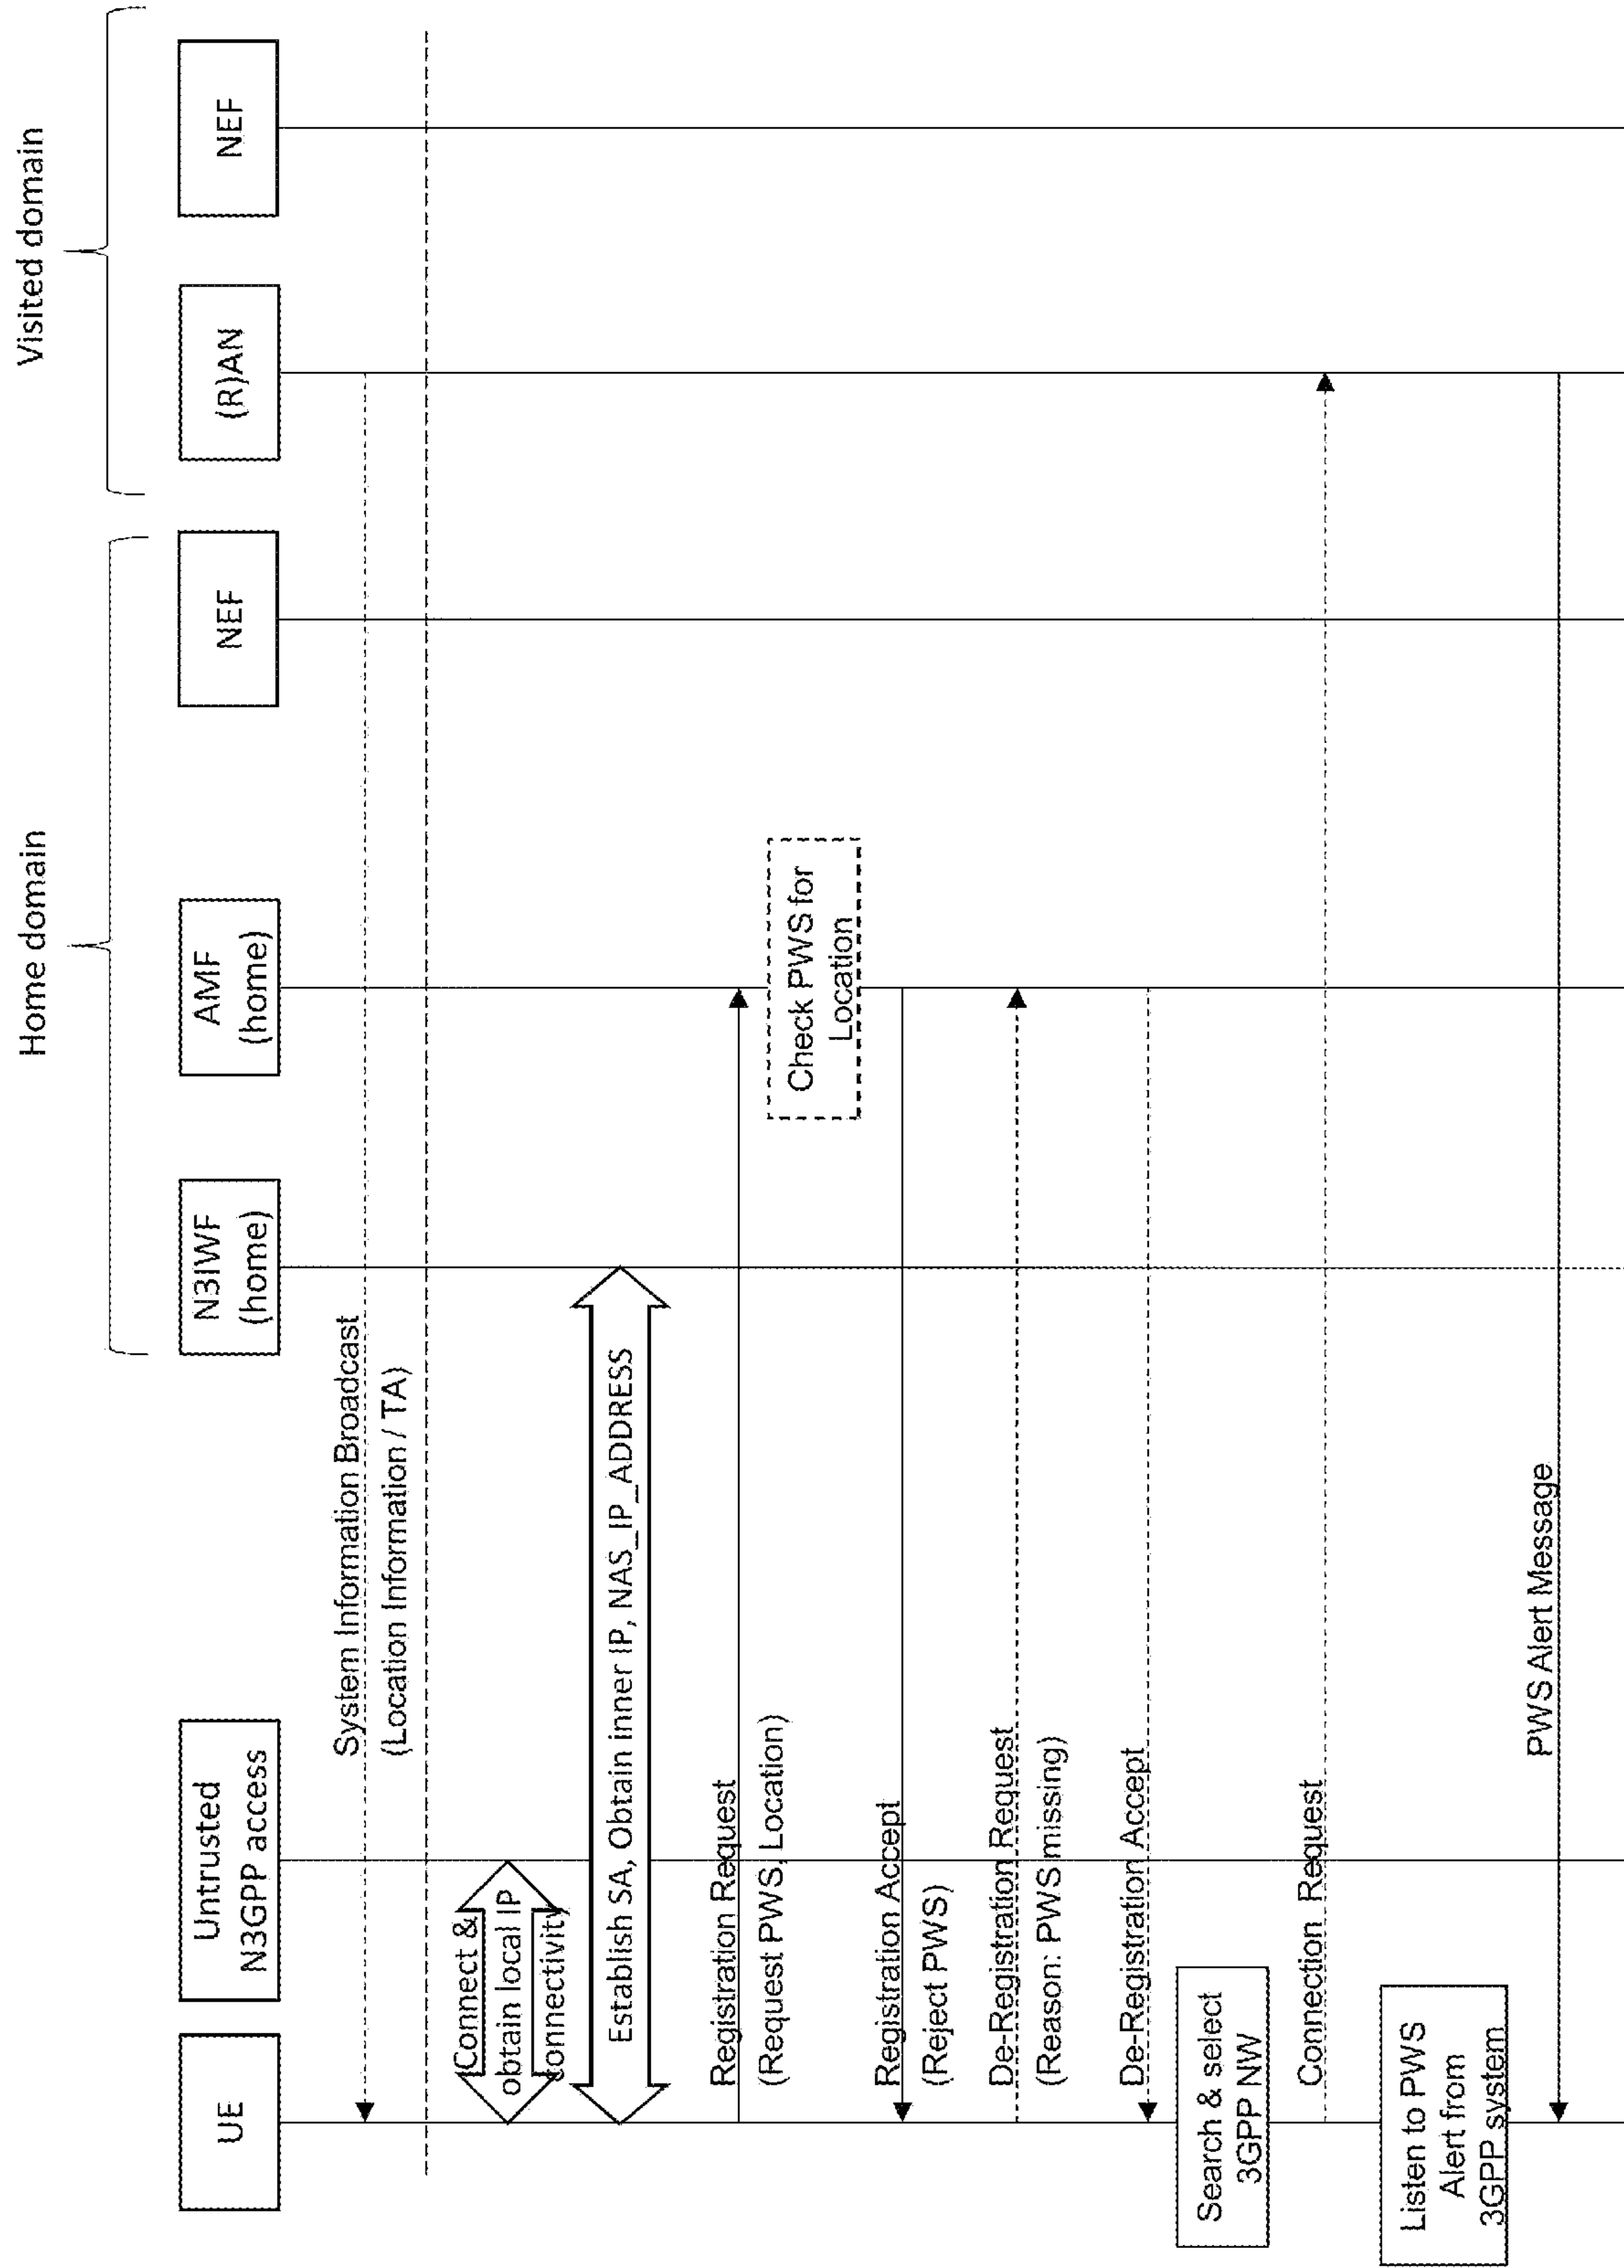 Home domain
Visited domain
UE
Untrusted
N3GPP access
N3IWF
(home)
AMF
(home)
NEF
(R)AN
NEF
System Information Broadcast
(Location Information / TA)
Connect &
obtain local IP
connectivity
Establish SA, Obtain inner IP, NAS_IP_ADDRESS
Registration Request
(Request PWS, Location)
Check PWS for
Location
Registration Accept
(Reject PWS)
De-Registration Request
(Reason: PWS missing)
De-Registration Accept
Search & select
3GPP NW
Connection Request
Listen to PWS
Alert from
3GPP system
PWS Alert Message